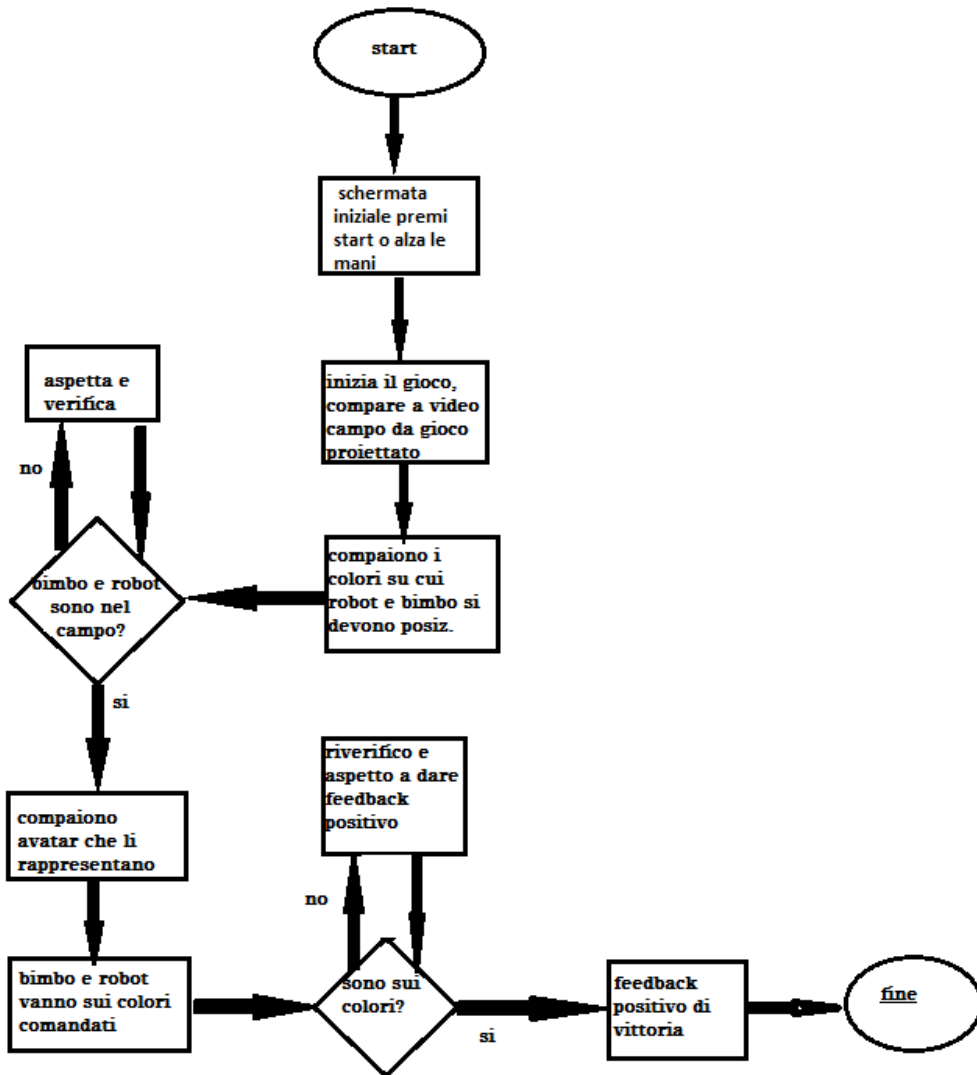 start
schermata
iniziale premi
start o alza le
mani
inizia il gioco,
compare a video
campo da gioco
proiettato
compaiono i
colori su cui
robot e bimbo si
devono posiz.
aspetta e
verifica
no
bimbo e robot
sono nel
campo?
si
compaiono
avatar che li
rappresentano
bimbo e robot
vanno sui colori
comandati
riverifico e
aspetto a dare
feedback
positivo
no
sono sui
colori?
si
feedback
positivo di
vittoria
fine